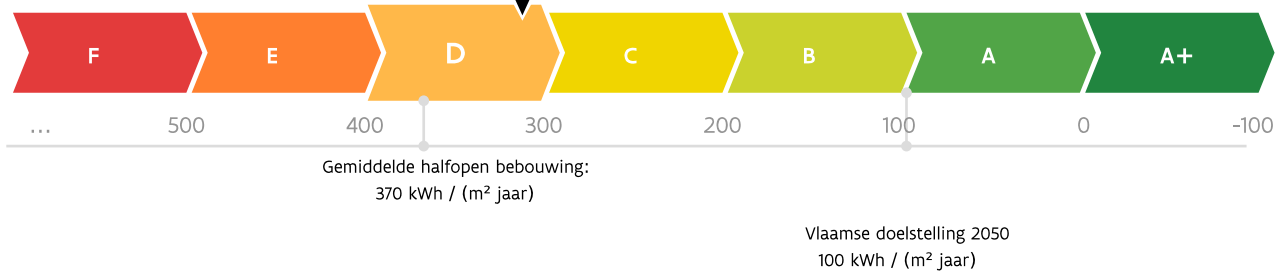 F E D C B A A+
... 500 400 300 200 100 0 -100
Gemiddelde halfopen bebouwing:
370 kWh / (m² jaar)
Vlaamse doelstelling 2050
100 kWh / (m² jaar)